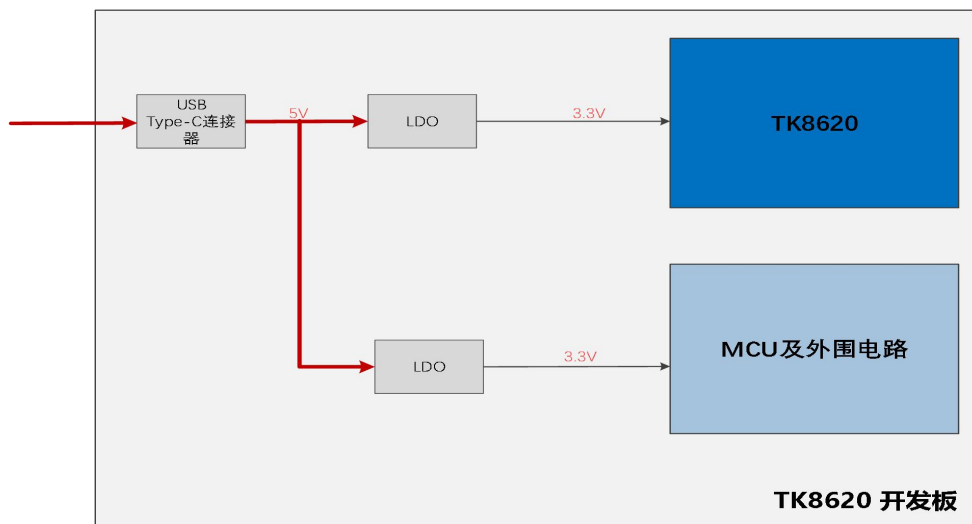 USB
Type-C连接
器
5V
LDO
3.3V
TK8620
LDO
3.3V
MCU及外围电路
TK8620 开发板